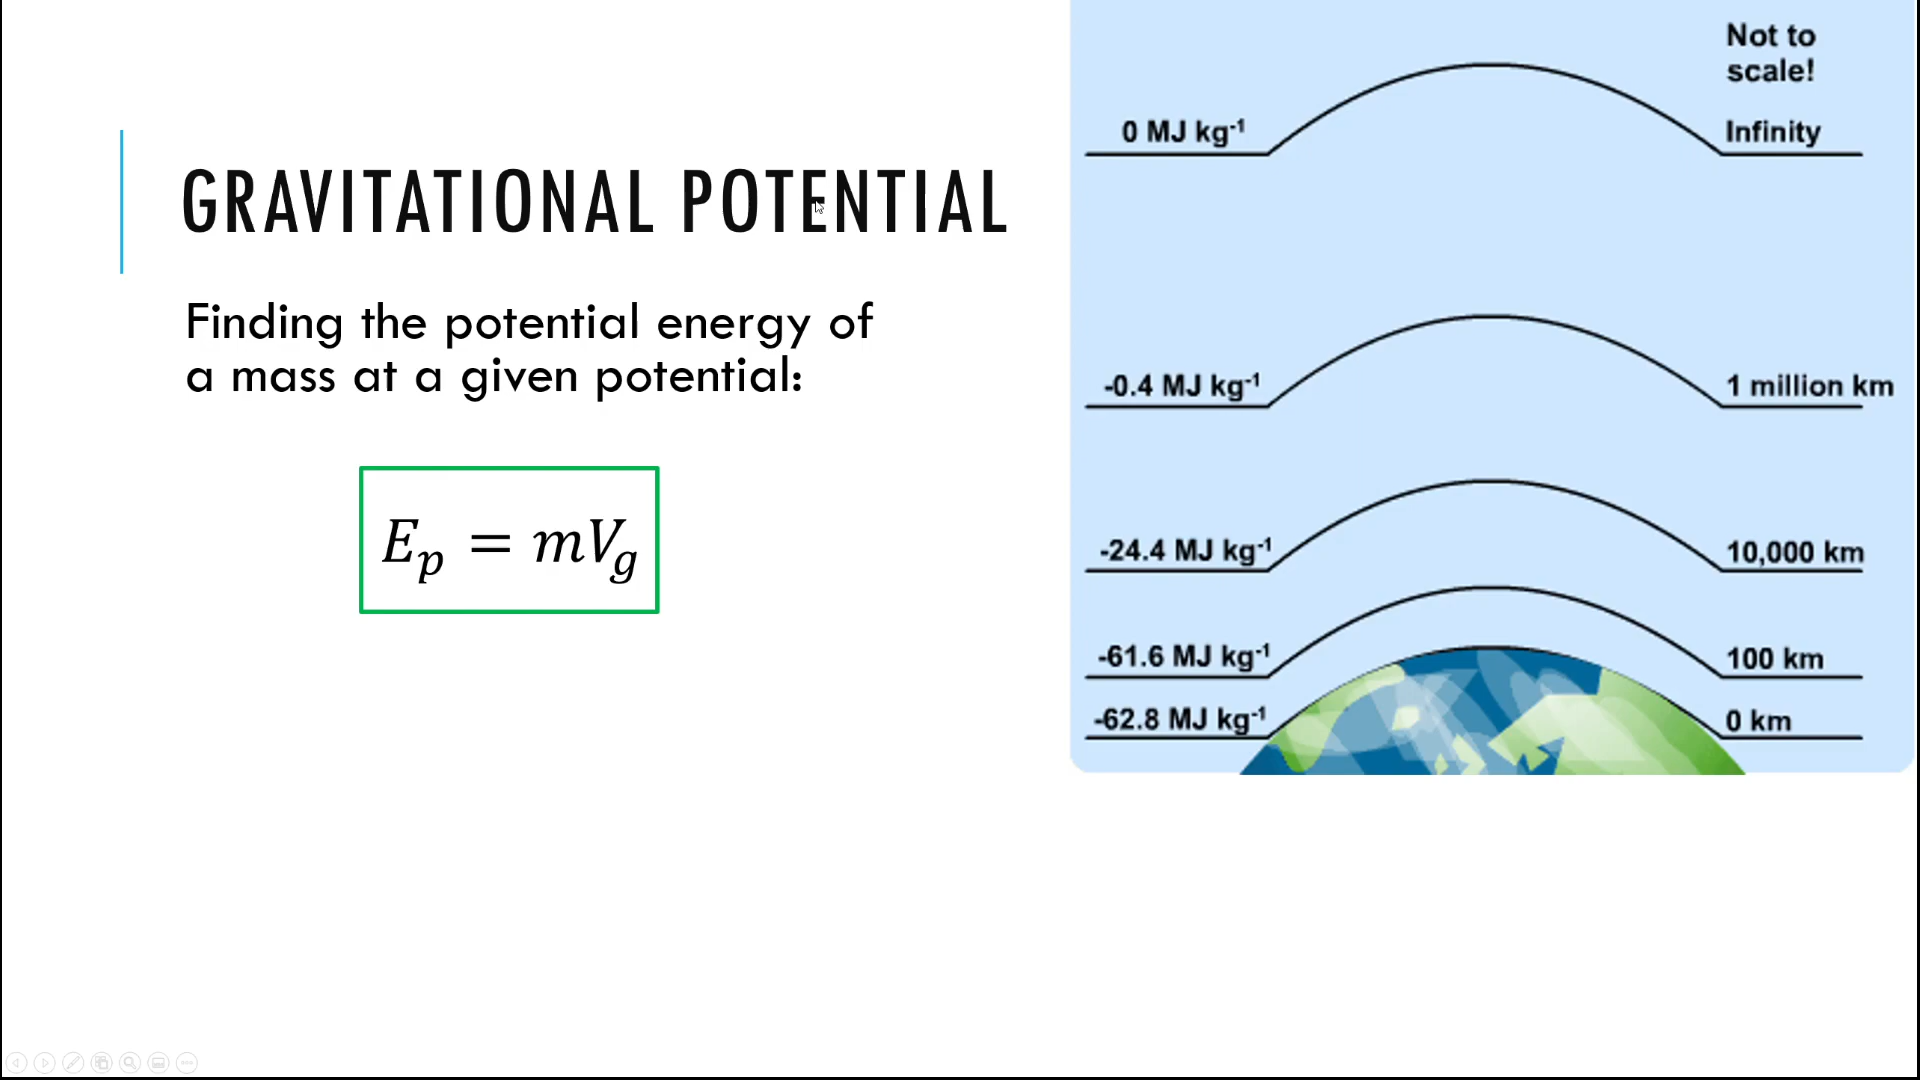 GRAVITATIONAL POTENTIAL
Finding the potential energy of
a mass at a given potential:
E_p = mV_g
Not to
scale!
0 MJ kg⁻¹ Infinity
-0.4 MJ kg⁻¹ 1 million km
-24.4 MJ kg⁻¹ 10,000 km
-61.6 MJ kg⁻¹ 100 km
-62.8 MJ kg⁻¹ 0 km